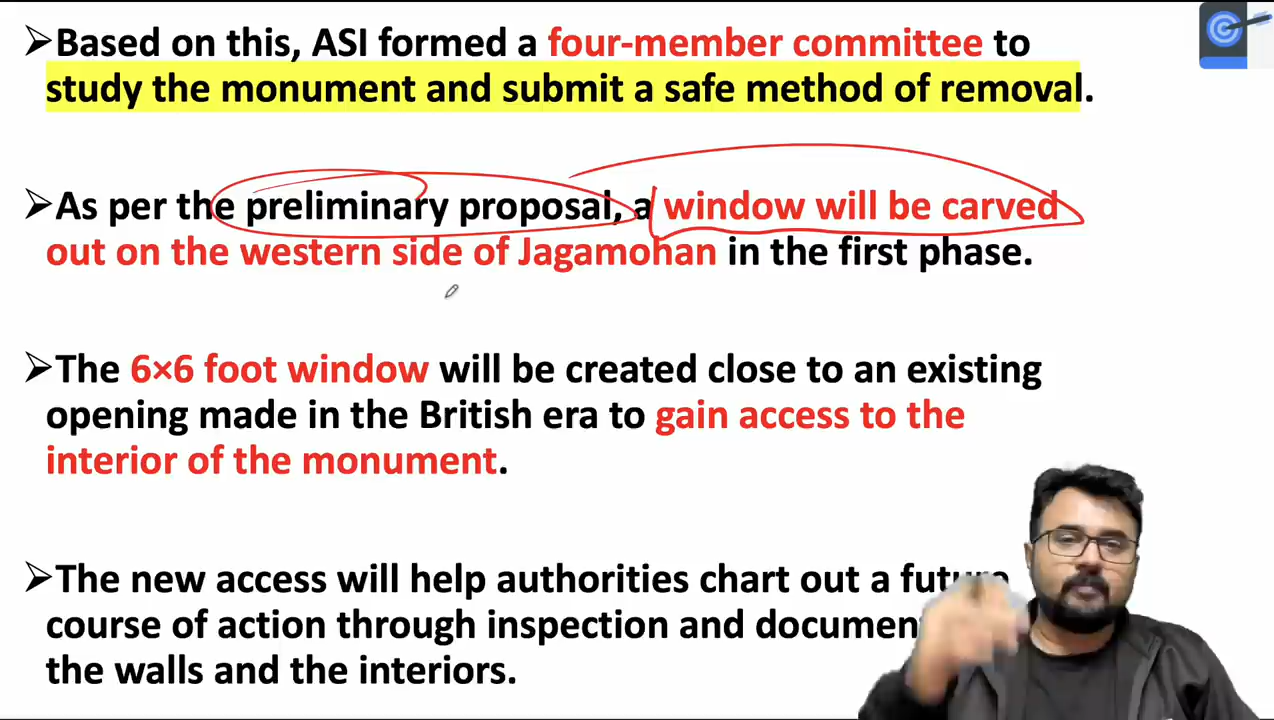 ➢Based on this, ASI formed a four-member committee to
study the monument and submit a safe method of removal.
➢As per the preliminary proposal, a window will be carved
out on the western side of Jagamohan in the first phase.
➢The 6×6 foot window will be created close to an existing
opening made in the British era to gain access to the
interior of the monument.
➢The new access will help authorities chart out a future
course of action through inspection and
the walls and the interiors.